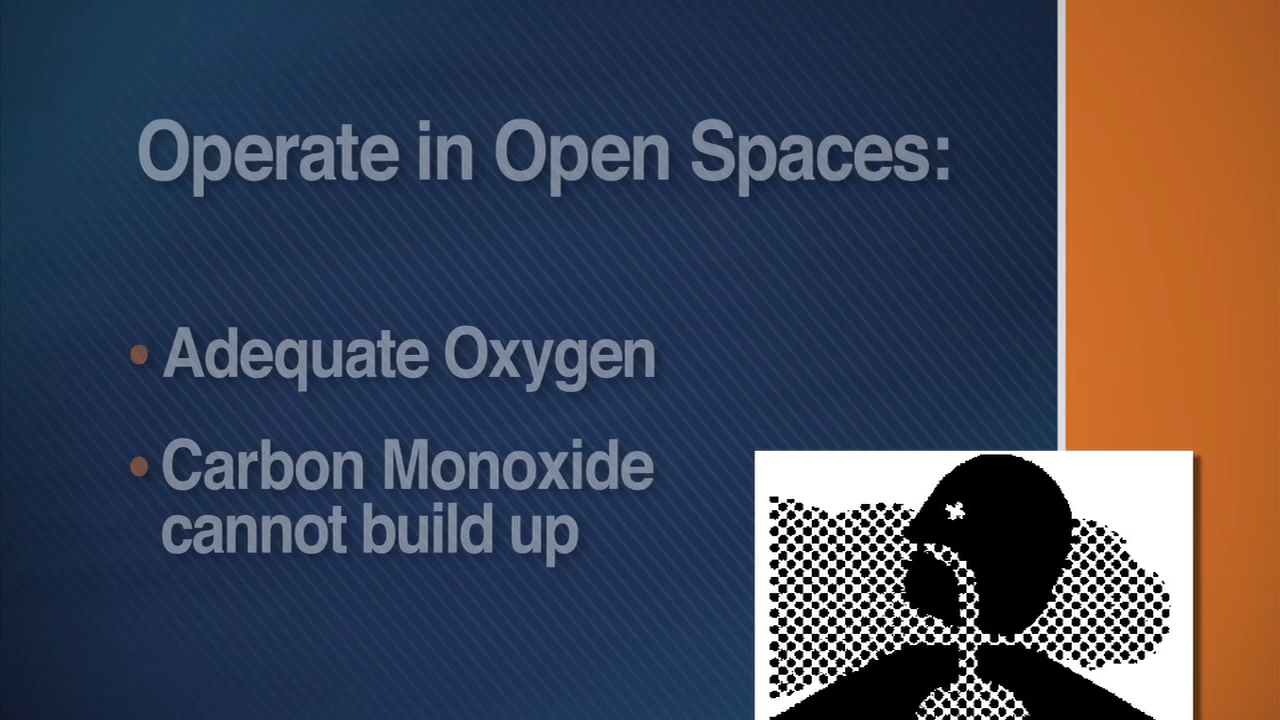 Operate in Open Spaces:
• Adequate Oxygen
• Carbon Monoxide
cannot build up